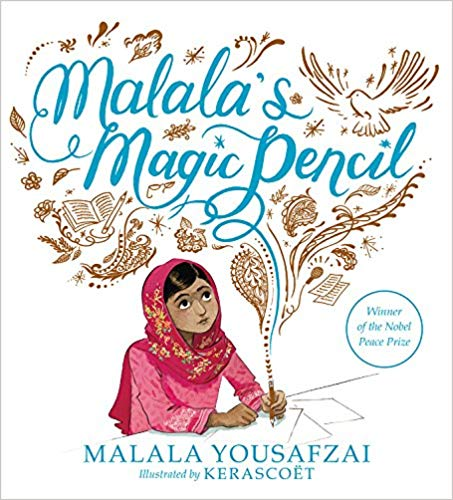 Malala's
Magic Pencil
Winner
of the Nobel
Peace Prize
MALALA YOUSAFZAI
Illustrated by KERASCOËT